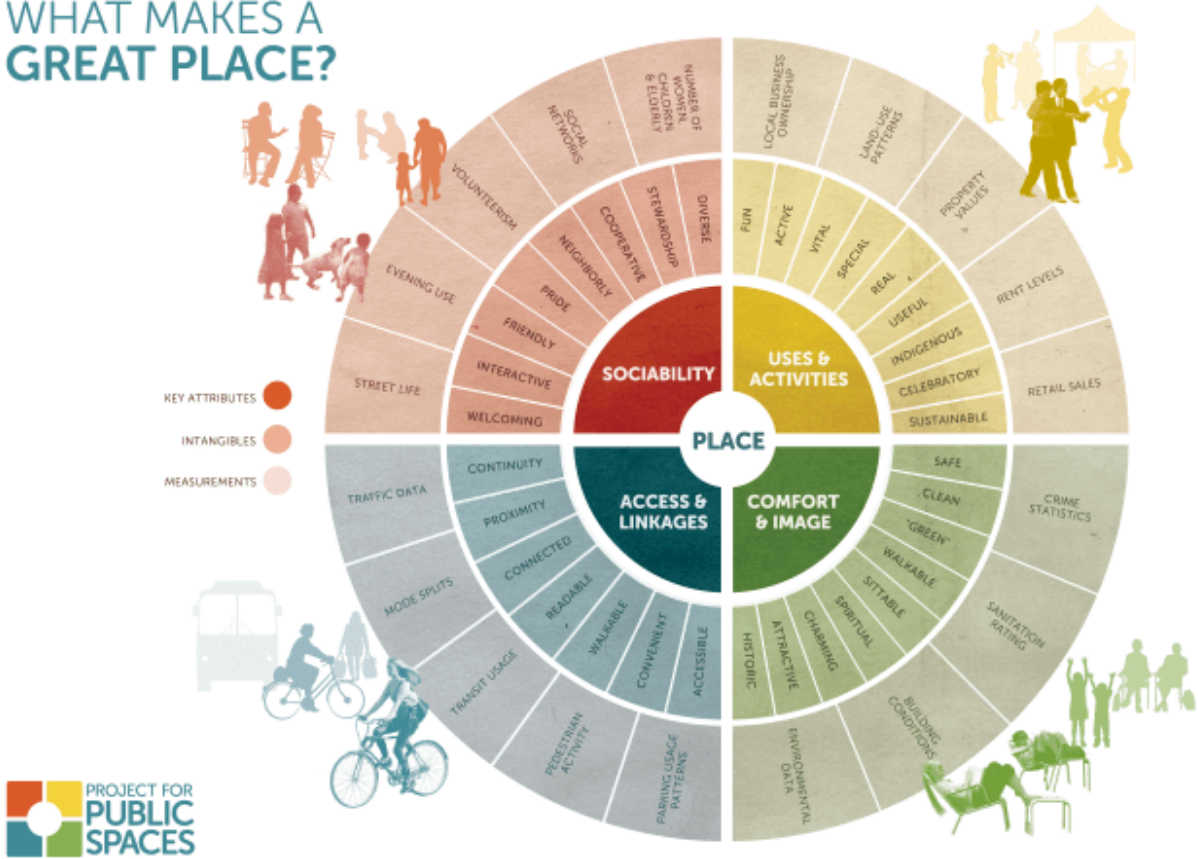 WHAT MAKES A
GREAT PLACE?
KEY ATTRIBUTES
INTANGIBLES
MEASUREMENTS
PLACE
SOCIABILITY
USES &
ACTIVITIES
ACCESS &
LINKAGES
COMFORT
& IMAGE
WELCOMING
INTERACTIVE
FRIENDLY
PRIDE
NEIGHBORLY
COOPERATIVE
STEWARDSHIP
DIVERSE
STREET LIFE
EVENING USE
VOLUNTEERISM
SOCIAL
NETWORKS
NUMBER OF
WOMEN,
CHILDREN
& ELDERLY
FUN
ACTIVE
VITAL
SPECIAL
REAL
USEFUL
INDIGENOUS
CELEBRATORY
SUSTAINABLE
LOCAL BUSINESS
OWNERSHIP
LAND-USE
PATTERNS
PROPERTY
VALUES
RENT LEVELS
RETAIL SALES
SAFE
CLEAN
"GREEN"
WALKABLE
SITTABLE
SPIRITUAL
CHARMING
ATTRACTIVE
HISTORIC
CRIME
STATISTICS
SANITATION
RATING
BUILDING
CONDITIONS
ENVIRONMENTAL
DATA
CONTINUITY
PROXIMITY
CONNECTED
READABLE
WALKABLE
CONVENIENT
ACCESSIBLE
TRAFFIC DATA
MODE SPLITS
TRANSIT USAGE
PEDESTRIAN
ACTIVITY
PARKING USAGE
PATTERNS
PROJECT FOR
PUBLIC
SPACES